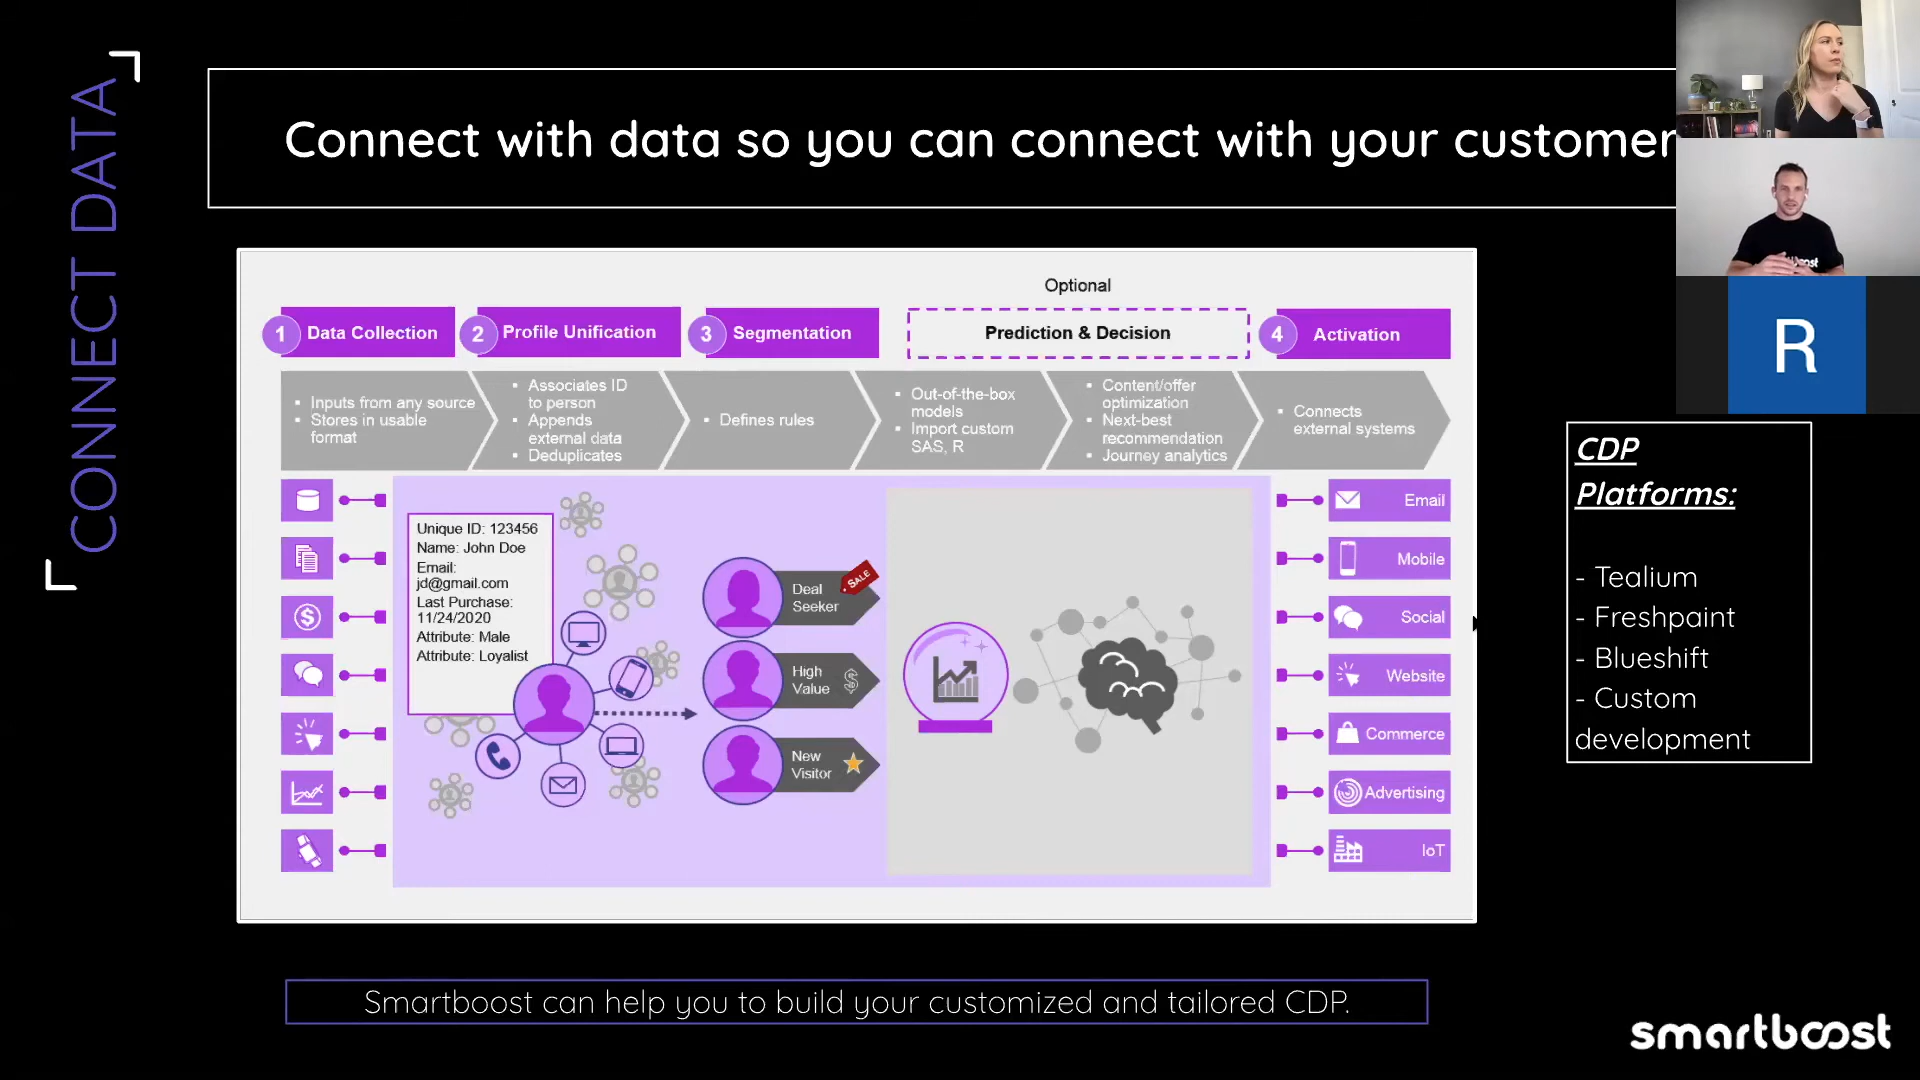 CONNECT DATA
Connect with data so you can connect with your customer
Optional
1 Data Collection
2 Profile Unification
3 Segmentation
Prediction & Decision
4 Activation
▪ Inputs from any source
▪ Stores in usable
format
▪ Associates ID
to person
▪ Appends
external data
▪ Deduplicates
▪ Defines rules
▪ Out-of-the-box
models
▪ Import custom
SAS, R
▪ Content/offer
optimization
▪ Next-best
recommendation
▪ Journey analytics
▪ Connects
external systems
Unique ID: 123456
Name: John Doe
Email:
jd@gmail.com
Last Purchase:
11/24/2020
Attribute: Male
Attribute: Loyalist
Deal
Seeker
SALE
High
Value
$
New
Visitor
$
Email
Mobile
Social
Website
Commerce
Advertising
IoT
R
CDP
Platforms:
- Tealium
- Freshpaint
- Blueshift
- Custom
development
Smartboost can help you to build your customized and tailored CDP.
smartboost